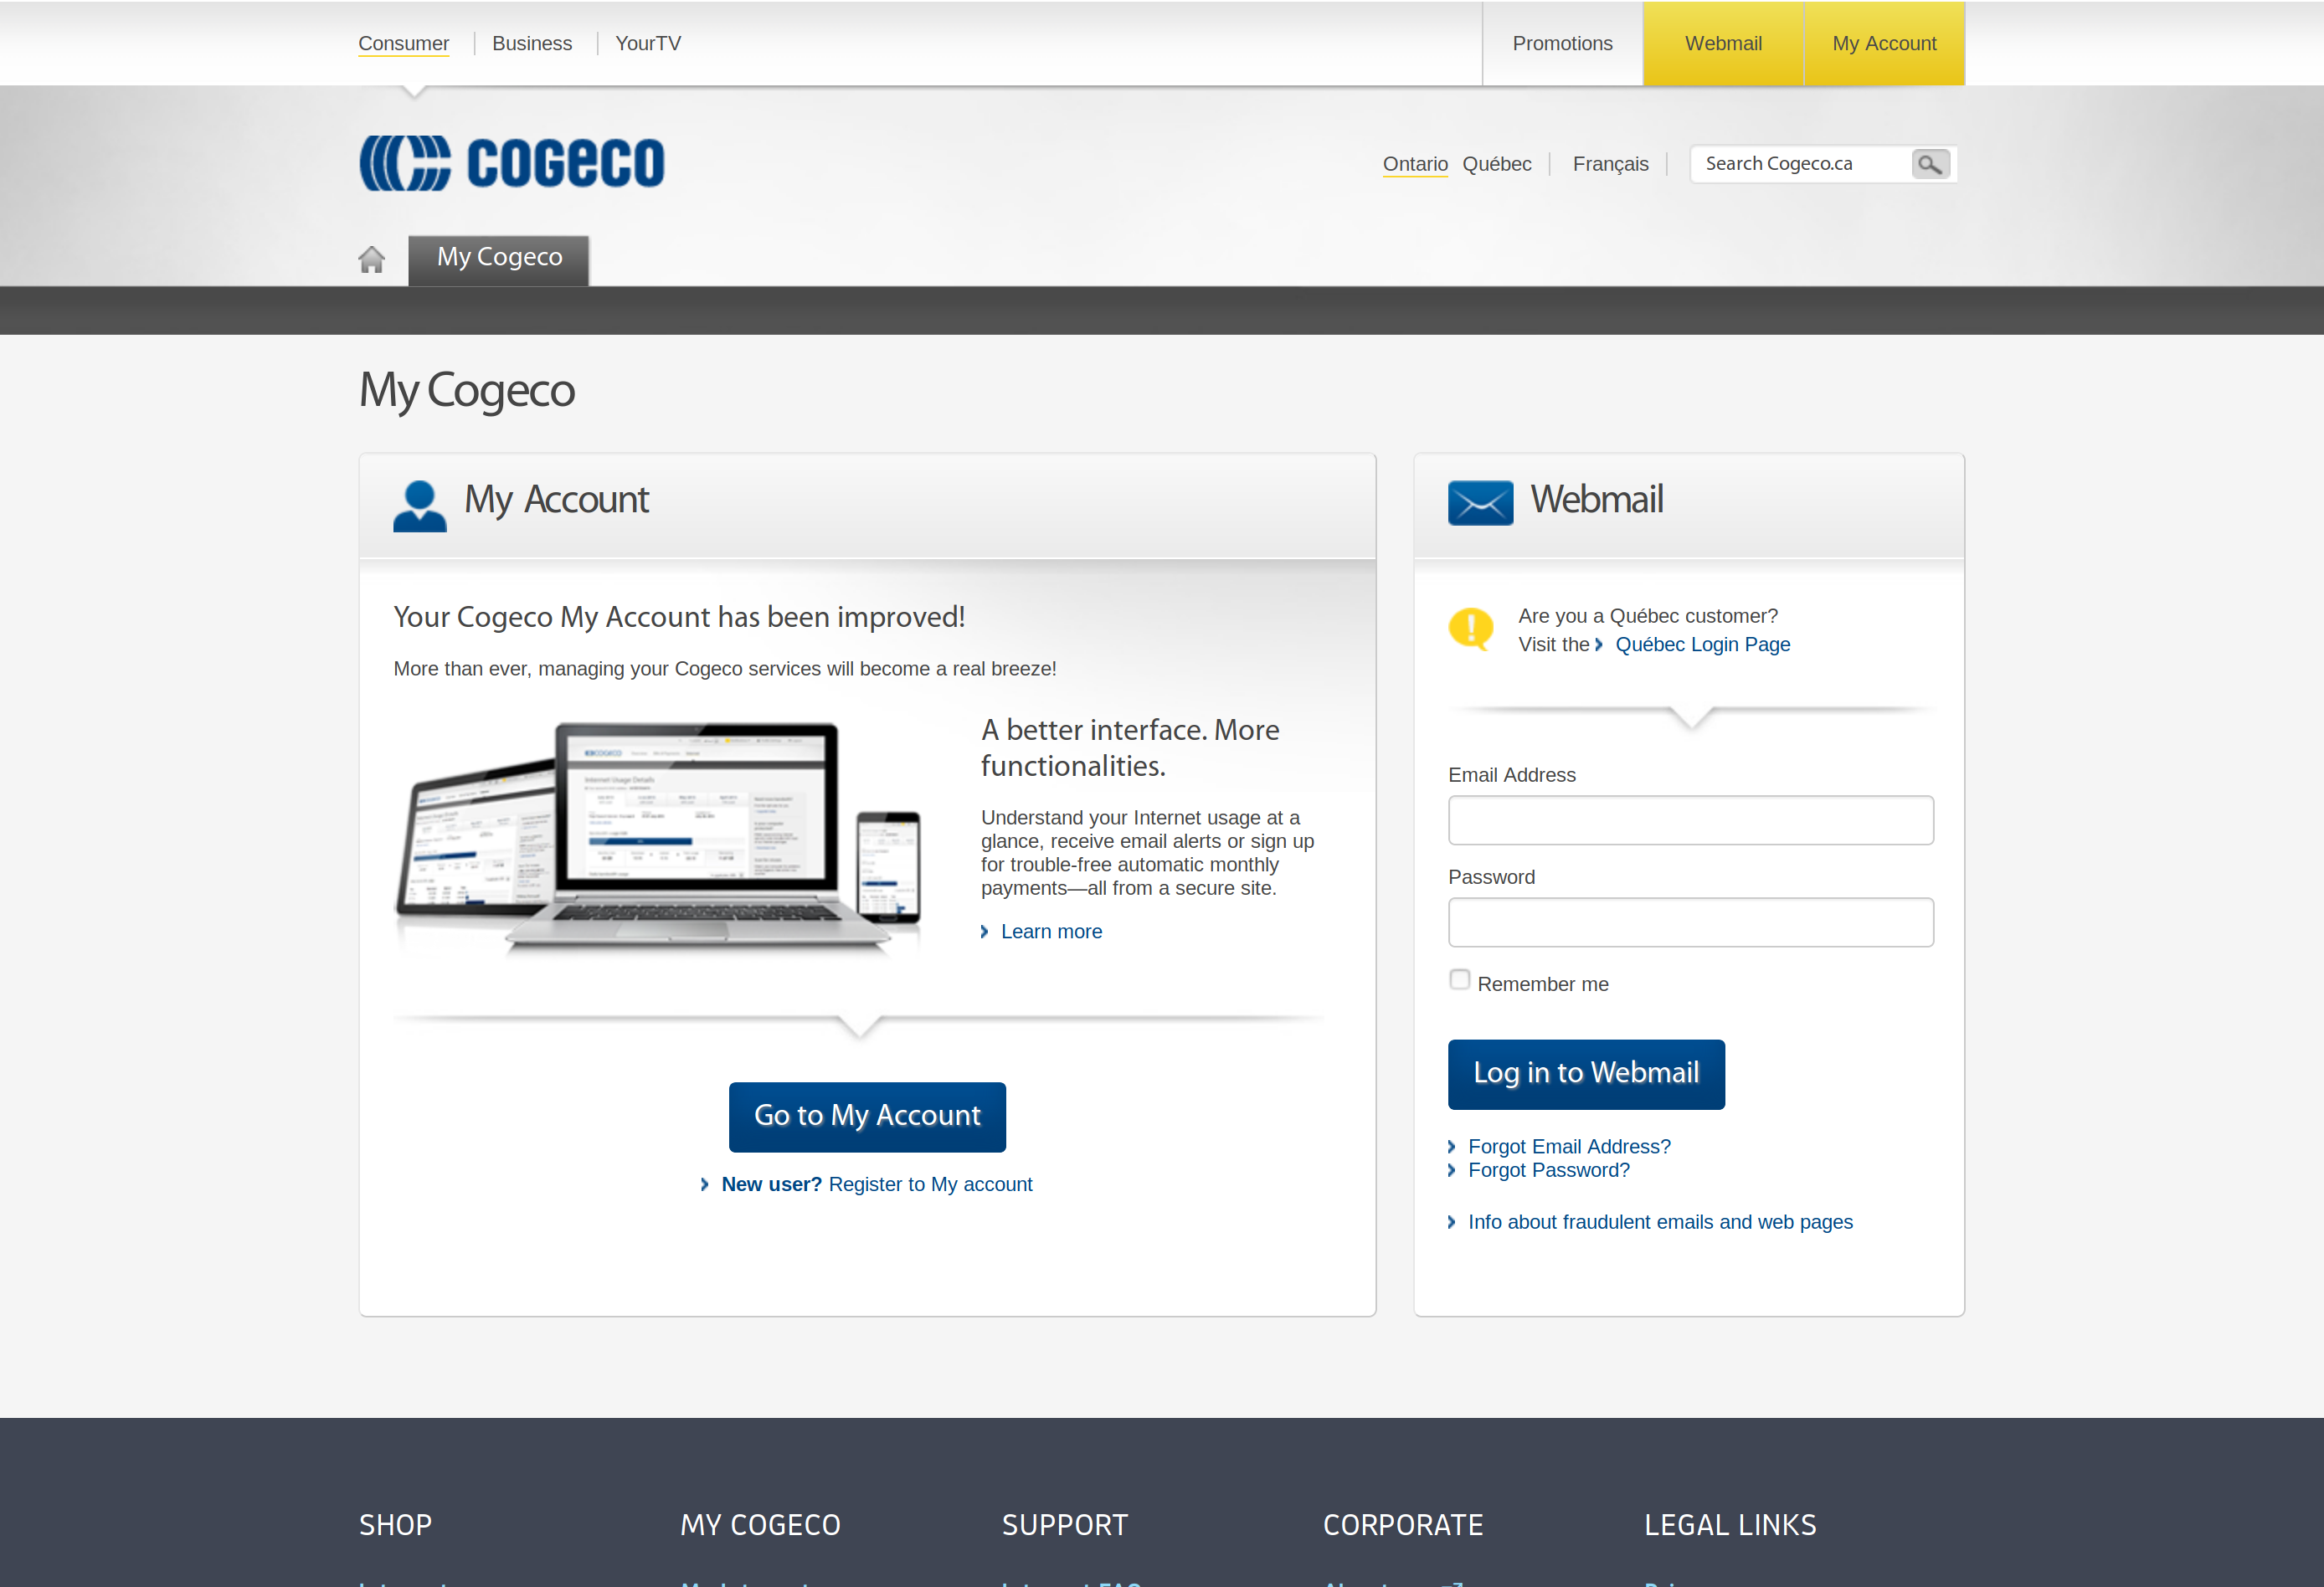 Consumer
Business
YourTV
Promotions
Webmail
My Account
COGECO
Ontario
Québec
Français
Search Cogeco.ca
My Cogeco
My Cogeco
My Account
Your Cogeco My Account has been improved!
More than ever, managing your Cogeco services will become a real breeze!
Internet Usage Details
A better interface. More
functionalities.
Understand your Internet usage at a
glance, receive email alerts or sign up
for trouble-free automatic monthly
payments—all from a secure site.
Learn more
Go to My Account
New user? Register to My account
Webmail
Are you a Québec customer?
Visit the Québec Login Page
Email Address
Password
Remember me
Log in to Webmail
Forgot Email Address?
Forgot Password?
Info about fraudulent emails and web pages
SHOP
MY COGECO
SUPPORT
CORPORATE
LEGAL LINKS